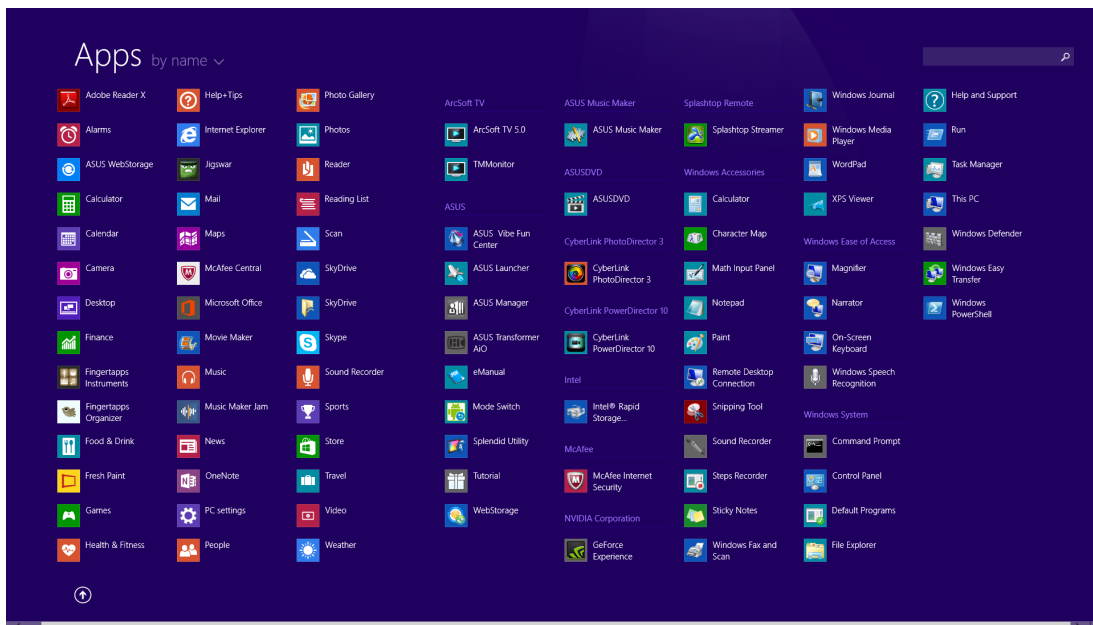 Apps by name
Adobe Reader X
Alarms
ASUS WebStorage
Calculator
Calendar
Camera
Desktop
Finance
Fingertapps
Instruments
Fingertapps
Organizer
Food & Drink
Fresh Paint
Games
Health & Fitness
Help+Tips
Internet Explorer
Jigswar
Mail
Maps
McAfee Central
Microsoft Office
Movie Maker
Music
Music Maker Jam
News
OneNote
PC settings
People
Photo Gallery
Photos
Reader
Reading List
Scan
SkyDrive
SkyDrive
Skype
Sound Recorder
Sports
Store
Travel
Video
Weather
ArcSoft TV
ArcSoft TV 5.0
TMMonitor
ASUS
ASUS Vibe Fun
Center
ASUS Launcher
ASUS Manager
ASUS Transformer
AiO
eManual
Mode Switch
Splendid Utility
Tutorial
WebStorage
ASUS Music Maker
ASUS Music Maker
ASUSDVD
ASUSDVD
CyberLink PhotoDirector 3
CyberLink
PhotoDirector 3
CyberLink PowerDirector 10
CyberLink
PowerDirector 10
Intel
Intel® Rapid
Storage...
McAfee
McAfee Internet
Security
NVIDIA Corporation
GeForce
Experience
Splashtop Remote
Splashtop Streamer
Windows Accessories
Calculator
Character Map
Math Input Panel
Notepad
Paint
Remote Desktop
Connection
Snipping Tool
Sound Recorder
Steps Recorder
Sticky Notes
Windows Fax and
Scan
Windows Journal
Windows Media
Player
WordPad
XPS Viewer
Windows Ease of Access
Magnifier
Narrator
On-Screen
Keyboard
Windows Speech
Recognition
Windows System
Command Prompt
Control Panel
Default Programs
File Explorer
Help and Support
Run
Task Manager
This PC
Windows Defender
Windows Easy
Transfer
Windows
PowerShell